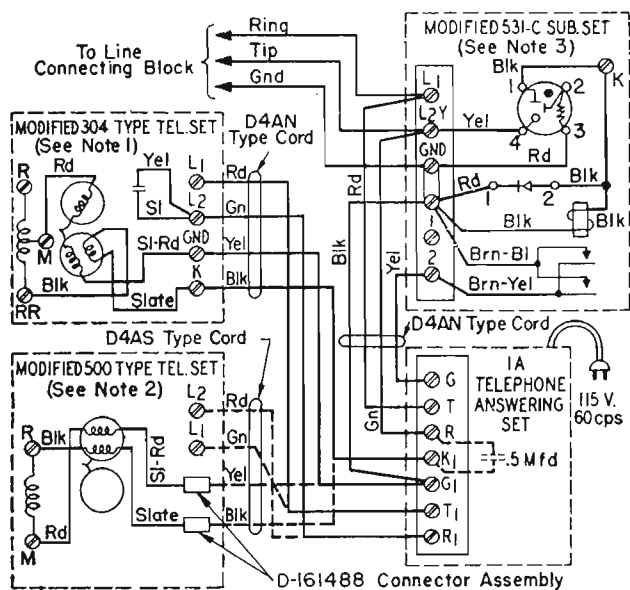 Ring
Tip
Gnd
To Line
Connecting Block
MODIFIED 531-C SUB. SET
(See Note 3)
Blk
K
1
2
4
3
L1
L2Y
Yel
GND
Rd
L
Rd
1
2
Blk
Blk
Blk
1
Brn-Bl
2
Brn-Yel
MODIFIED 304 TYPE TEL. SET
(See Note 1)
D4AN
Type Cord
R
Rd
Yel
L1
Rd
Sl
L2
Gn
M
Sl-Rd
GND
Yel
K
Blk
Blk
Slate
RR
Rd
Blk
Yel
Gn
D4AS Type Cord
D4AN Type Cord
MODIFIED 500 TYPE TEL. SET
(See Note 2)
L2
Rd
R
Blk
Sl-Rd
L1
Gn
Yel
Rd
Slate
Blk
M
1A
TELEPHONE
ANSWERING
SET
115 V.
60 cps
G
T
R
K1
.5 Mfd
G1
T1
R1
D-161488 Connector Assembly